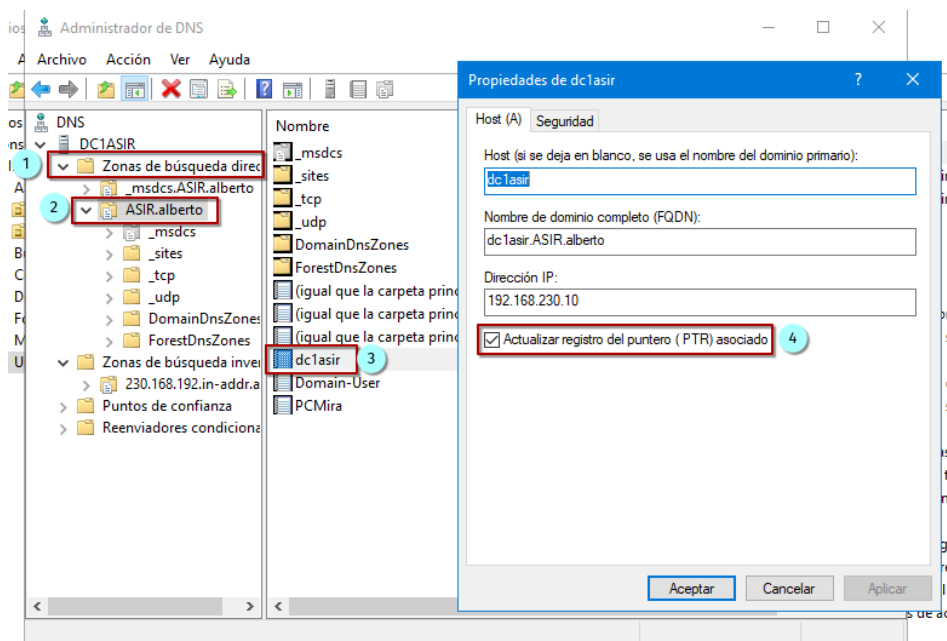 Administrador de DNS
Archivo Acción Ver Ayuda
DNS
DC1ASIR
1
Zonas de búsqueda direc
_msdcs.ASIR.alberto
2
ASIR.alberto
_msdcs
_sites
_tcp
_udp
DomainDnsZones
ForestDnsZones
Zonas de búsqueda inver
230.168.192.in-addr.a
Puntos de confianza
Reenviadores condiciona
Nombre
_msdcs
_sites
_tcp
_udp
DomainDnsZones
ForestDnsZones
(igual que la carpeta princ
(igual que la carpeta princ
(igual que la carpeta princ
dc1asir
3
Domain-User
PCMira
Propiedades de dc1asir
Host (A) Seguridad
Host (si se deja en blanco, se usa el nombre del dominio primario):
dc1asir
Nombre de dominio completo (FQDN):
dc1asir.ASIR.alberto
Dirección IP:
192.168.230.10
Actualizar registro del puntero ( PTR) asociado
4
Aceptar Cancelar Aplicar